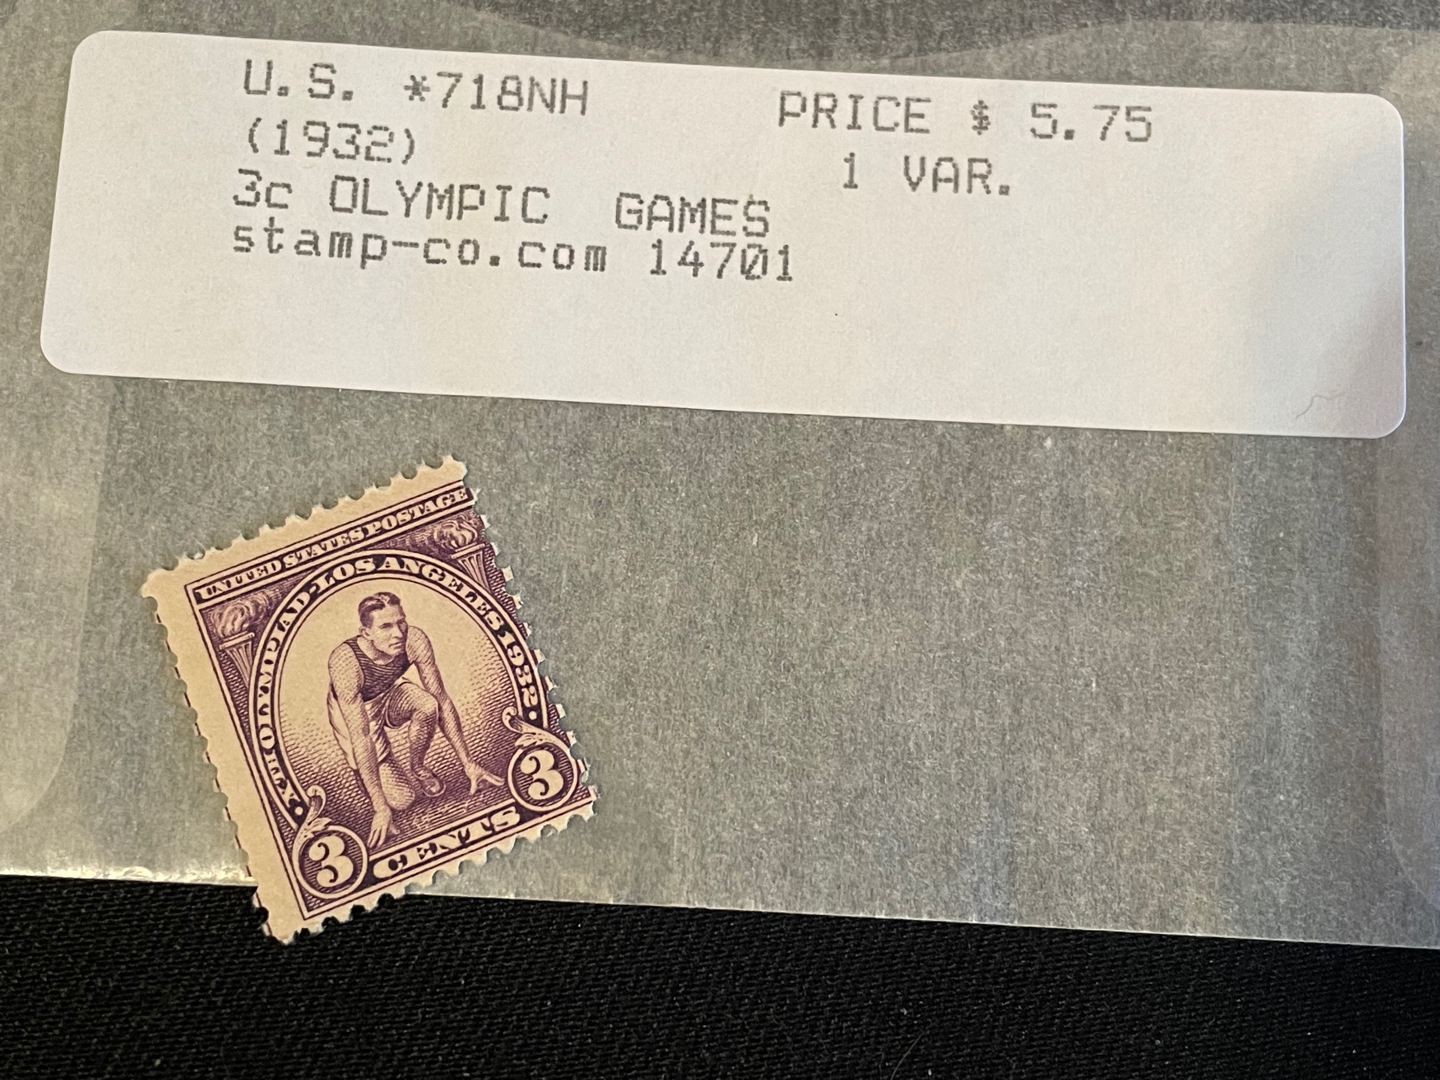 U.S. *718NH PRICE $ 5.75
(1932) 1 VAR.
3c OLYMPIC GAMES
stamp-co.com 14701
UNITED STATES POSTAGE
XTH OLYMPIAD·LOS ANGELES 1932·
3 CENTS 3